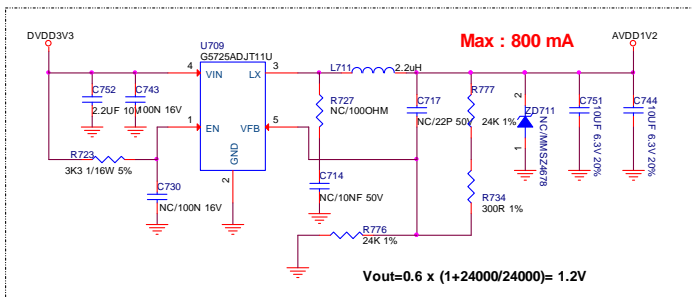 DVDD3V3
U709
G5725ADJT11U
Max : 800 mA
AVDD1V2
L711
2.2uH
4
VIN
LX
3
C752
2.2UF 10V
C743
100N 16V
1
EN
VFB
5
GND
2
R727
NC/100OHM
C717
NC/22P 50V
R777
24K 1%
2
ZD711
1
NC/MMSZ4678
C751
10UF 6.3V 20%
C744
10UF 6.3V 20%
R723
3K3 1/16W 5%
C730
NC/100N 16V
C714
NC/10NF 50V
R734
300R 1%
R776
24K 1%
Vout=0.6 x (1+24000/24000)= 1.2V